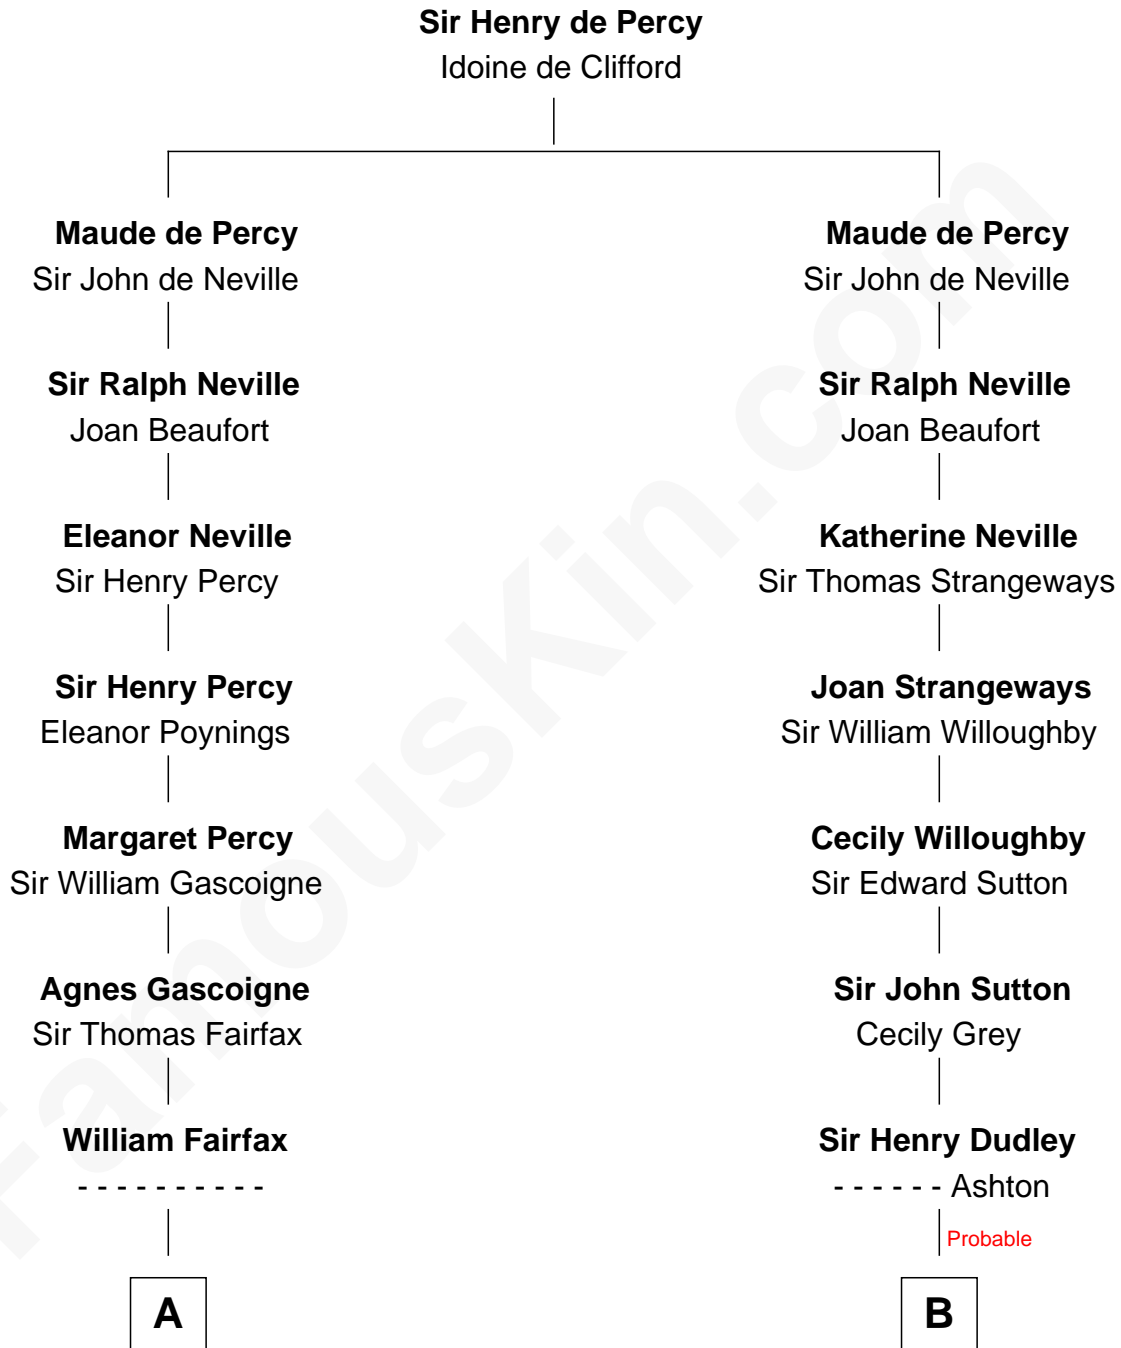 Sir Henry de Percy
Idoine de Clifford
Maude de Percy
Sir John de Neville
Sir Ralph Neville
Joan Beaufort
Eleanor Neville
Sir Henry Percy
Sir Henry Percy
Eleanor Poynings
Margaret Percy
Sir William Gascoigne
Agnes Gascoigne
Sir Thomas Fairfax
William Fairfax
- - - - - - - - - -
A
Maude de Percy
Sir John de Neville
Sir Ralph Neville
Joan Beaufort
Katherine Neville
Sir Thomas Strangeways
Joan Strangeways
Sir William Willoughby
Cecily Willoughby
Sir Edward Sutton
Sir John Sutton
Cecily Grey
Sir Henry Dudley
- - - - - - Ashton
Probable
B
FamousKin.com